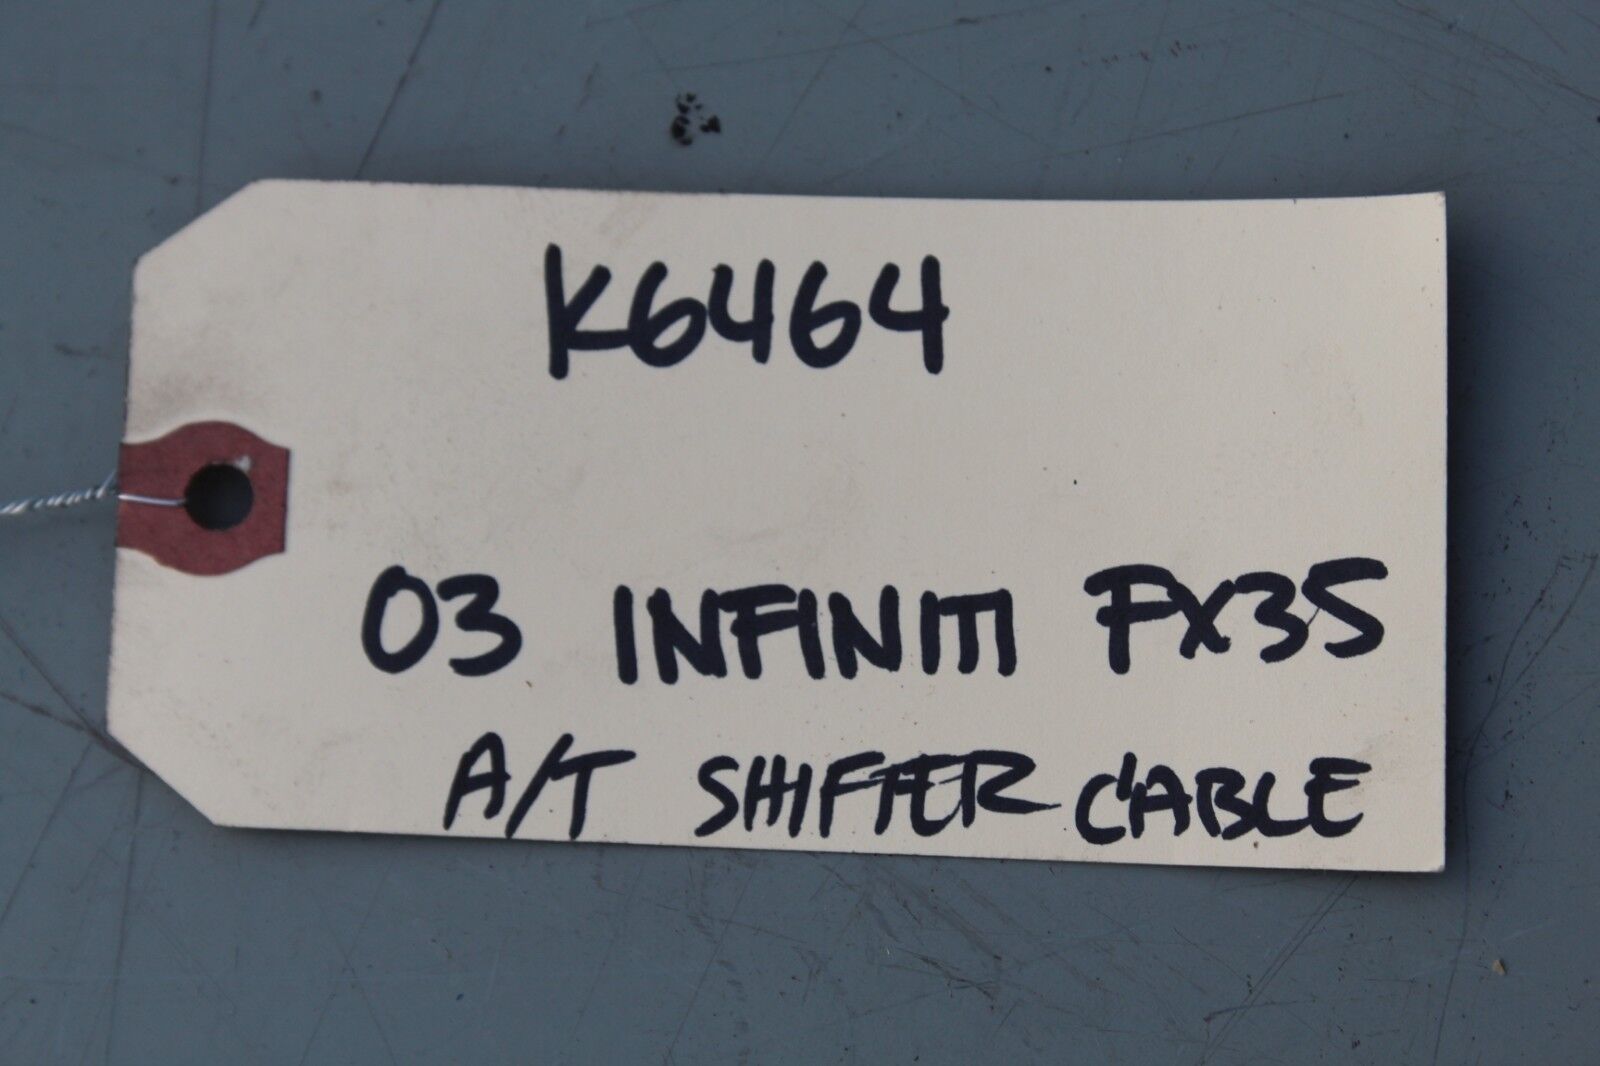 K6464
03 INFINITI FX35
A/T SHIFTER CABLE